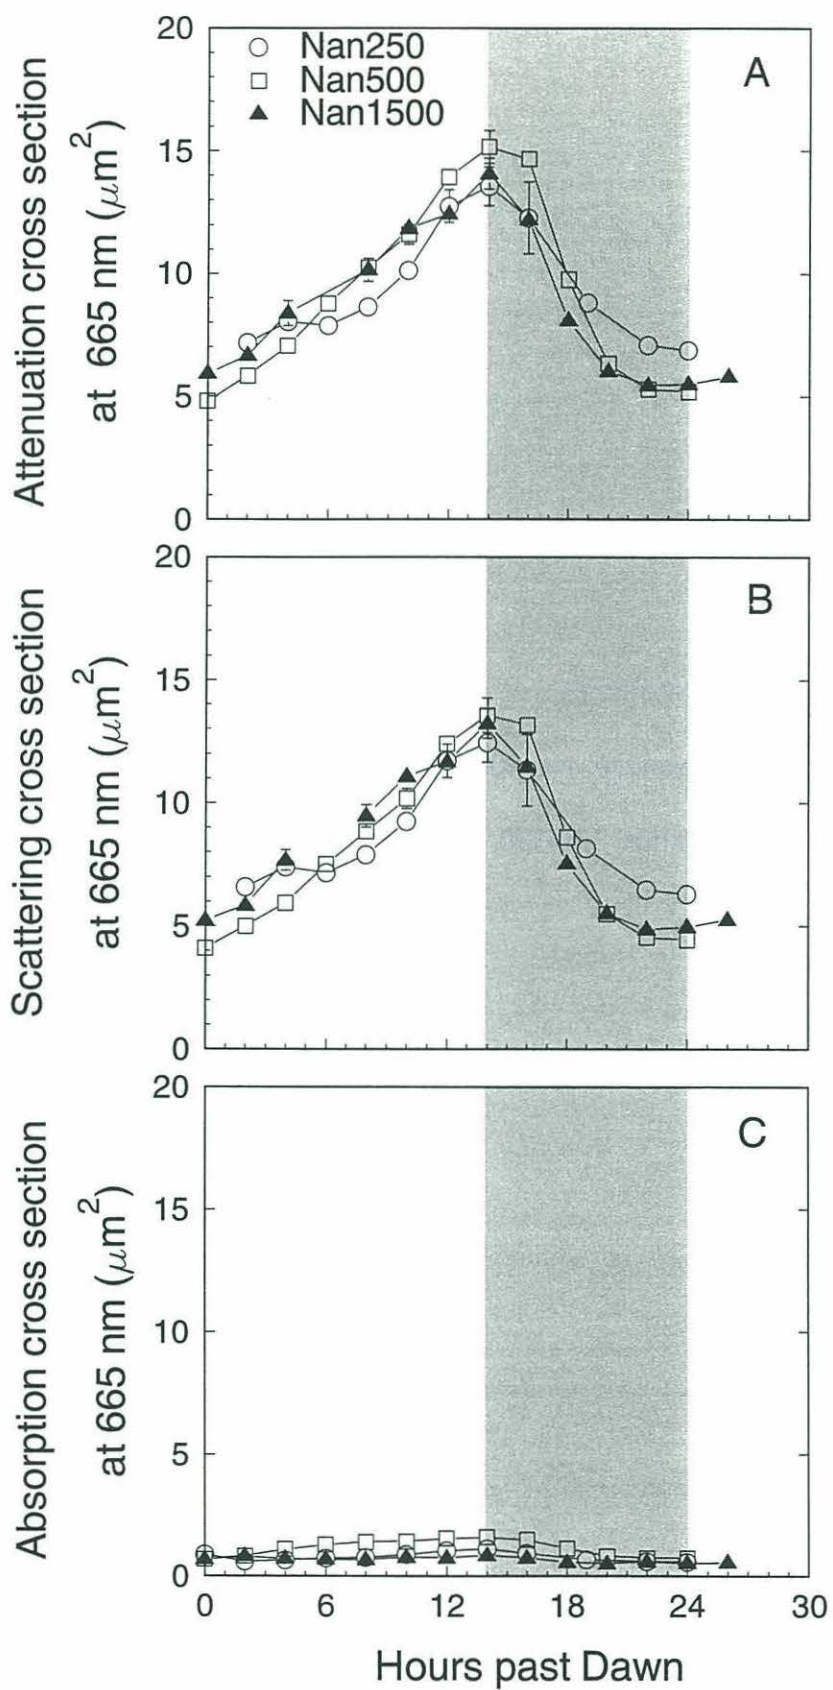 20
Nan250
Nan500
Nan1500
A
15
10
5
0
Attenuation cross section
at 665 nm (μm²)
20
B
15
10
5
0
Scattering cross section
at 665 nm (μm²)
20
C
15
10
5
0
Absorption cross section
at 665 nm (μm²)
0 6 12 18 24 30
Hours past Dawn